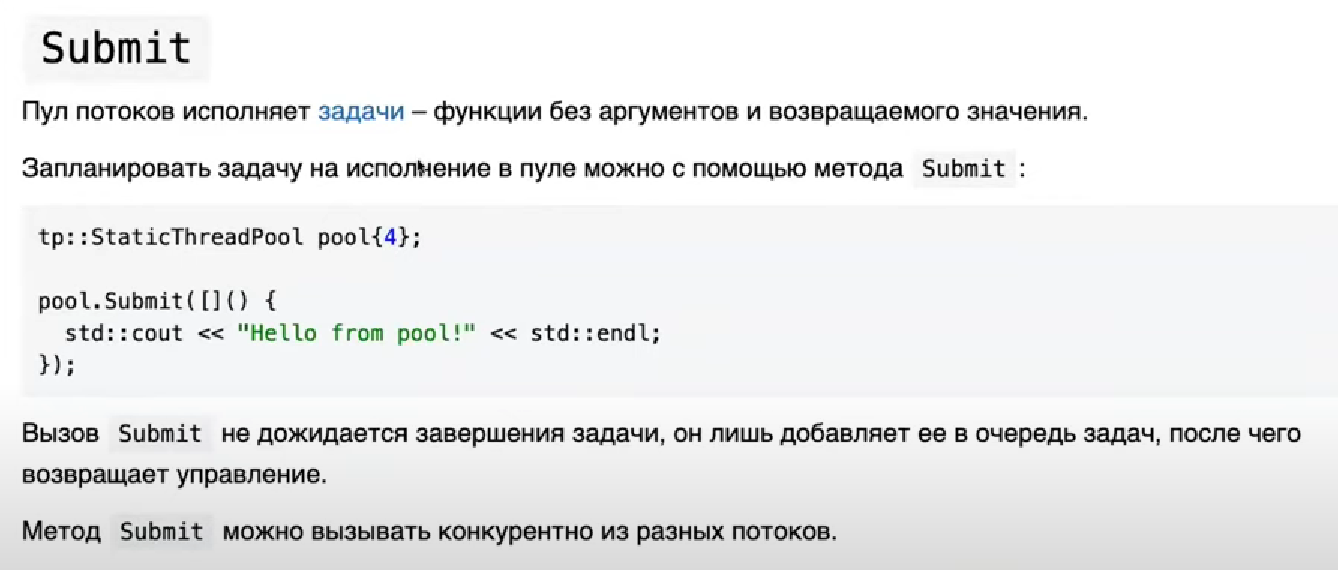 Submit
Пул потоков исполняет задачи – функции без аргументов и возвращаемого значения.
Запланировать задачу на исполнение в пуле можно с помощью метода Submit :
tp::StaticThreadPool pool{4};
pool.Submit([]() {
  std::cout << "Hello from pool!" << std::endl;
});
Вызов Submit не дожидается завершения задачи, он лишь добавляет ее в очередь задач, после чего
возвращает управление.
Метод Submit можно вызывать конкурентно из разных потоков.